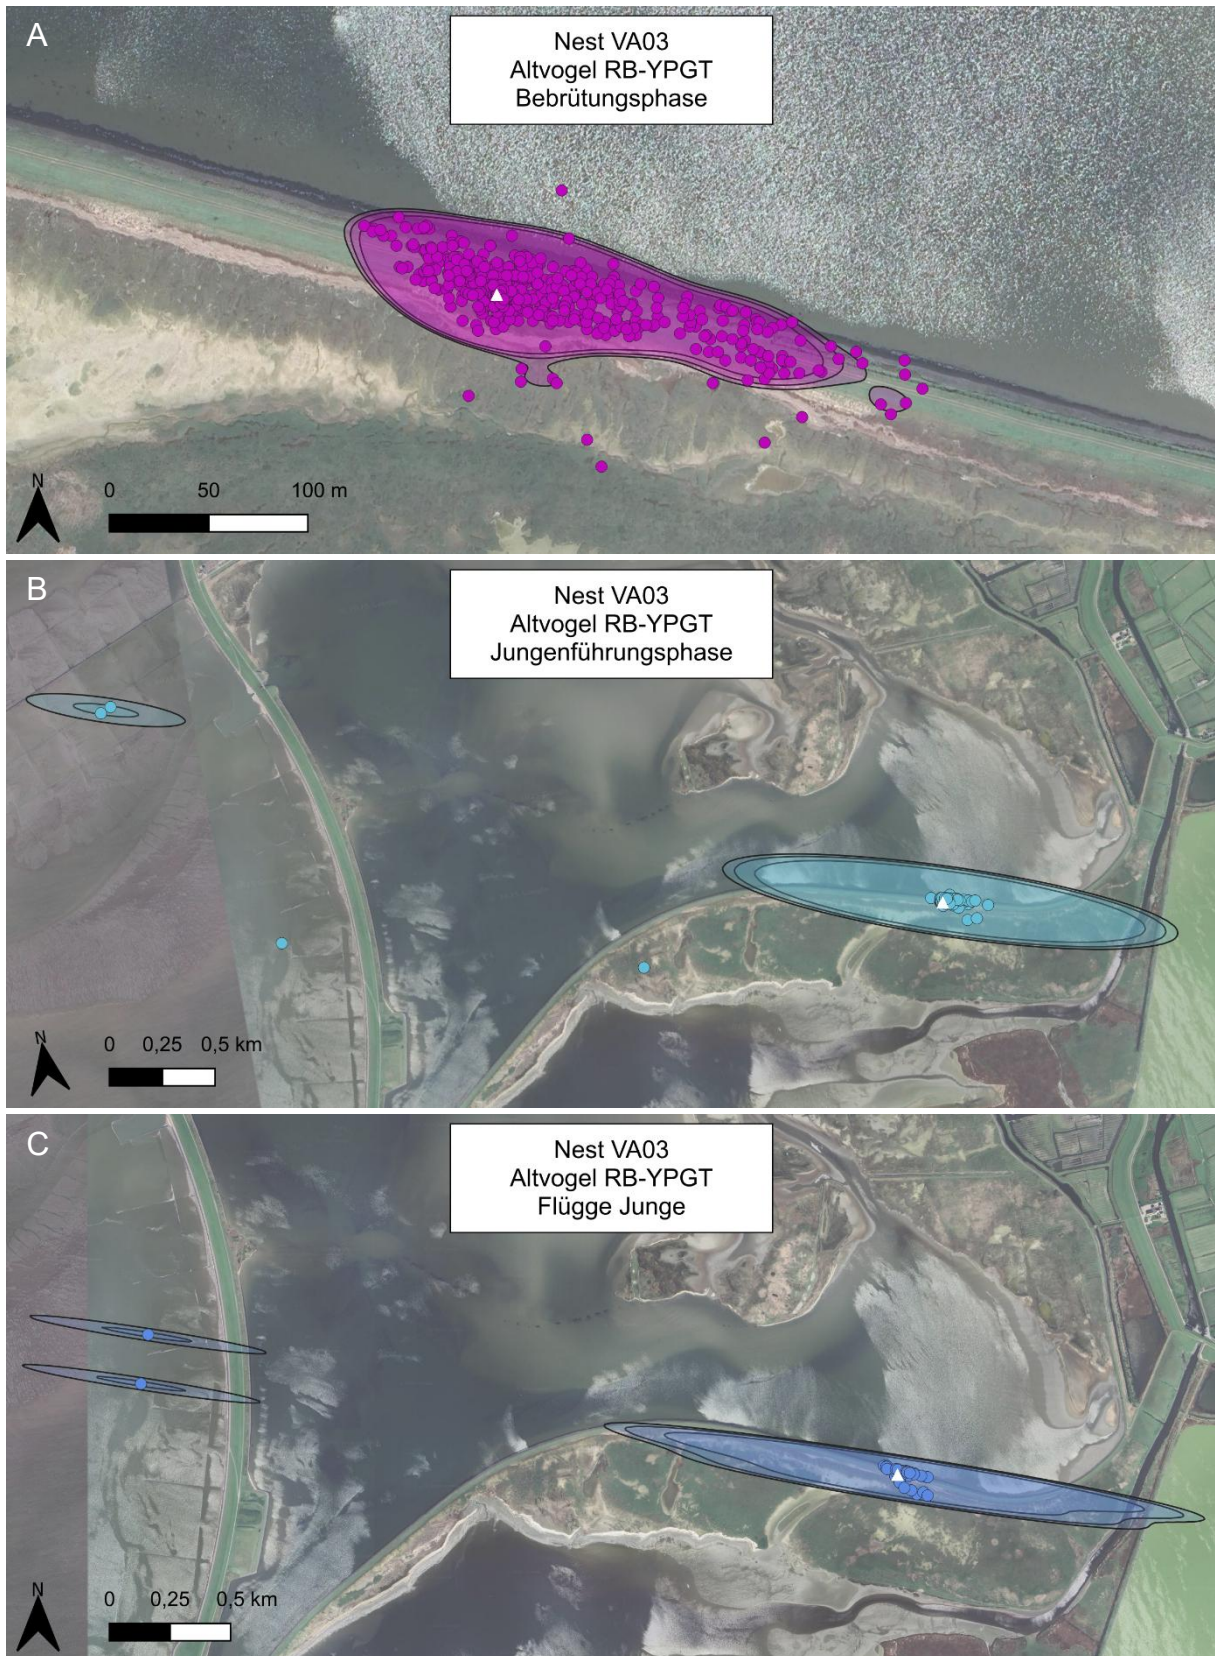 A
Nest VA03
Altvogel RB-YPGT
Bebrütungsphase
N
0 50 100 m
B
Nest VA03
Altvogel RB-YPGT
Jungenführungsphase
N
0 0,25 0,5 km
C
Nest VA03
Altvogel RB-YPGT
Flügge Junge
N
0 0,25 0,5 km